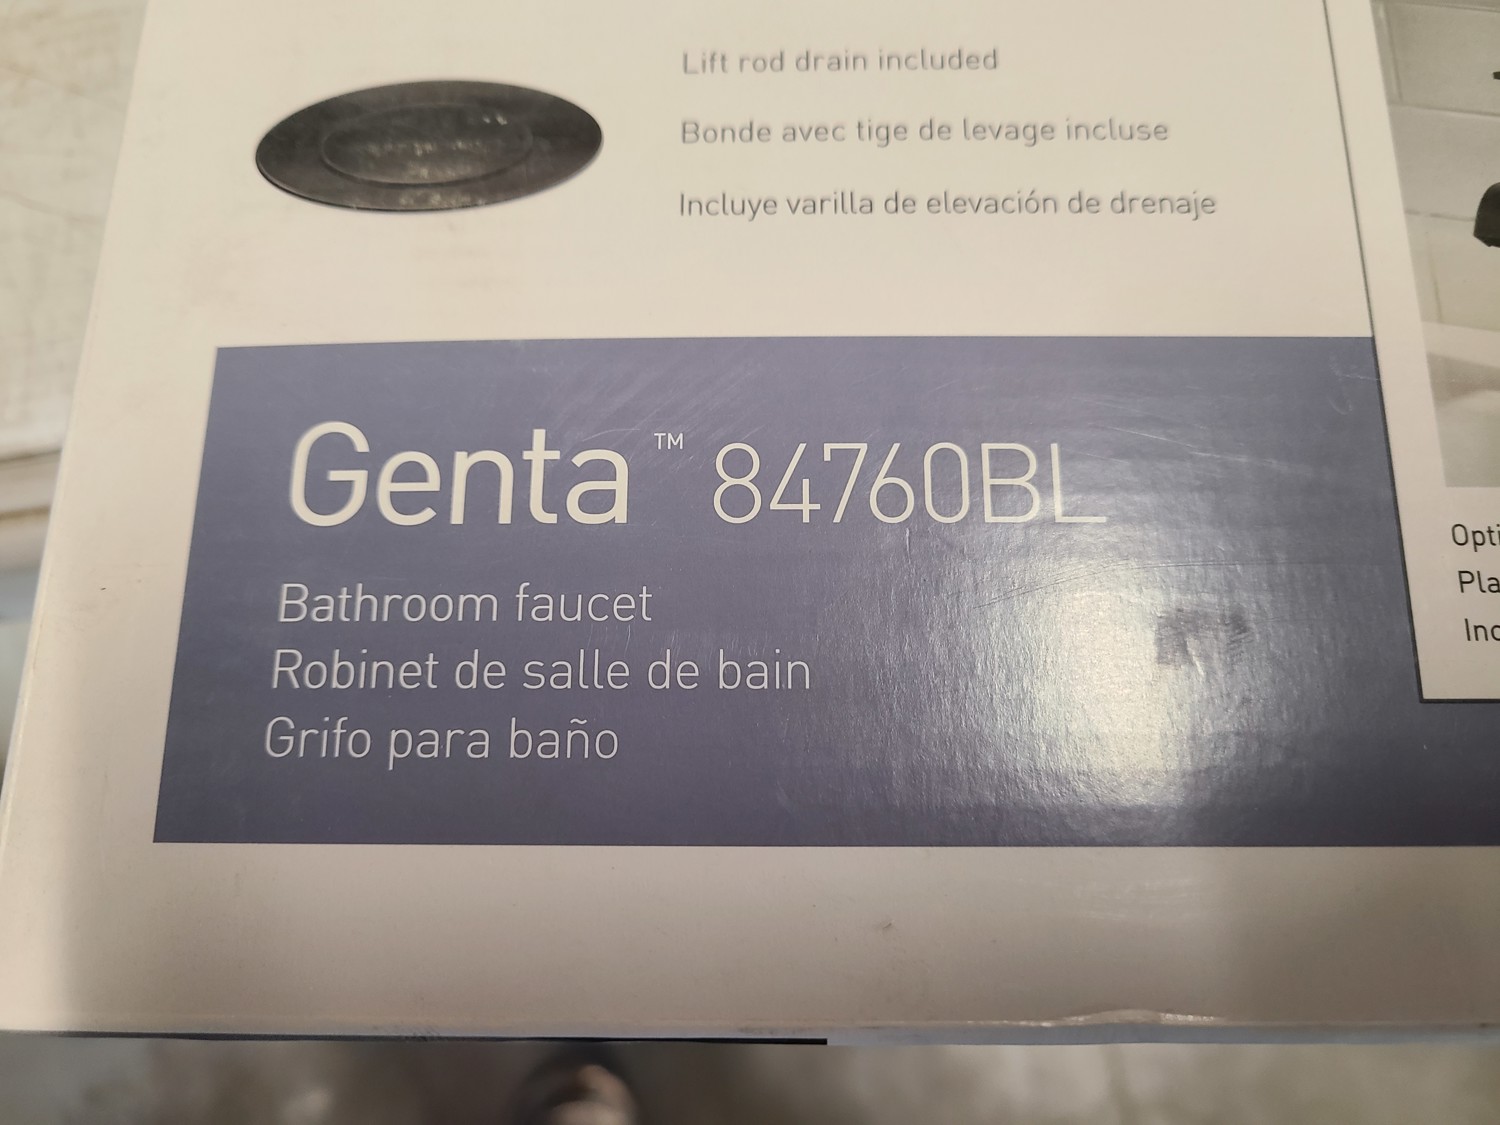 Lift rod drain included
Bonde avec tige de levage incluse
Incluye varilla de elevación de drenaje
Genta™ 84760BL
Bathroom faucet
Robinet de salle de bain
Grifo para baño